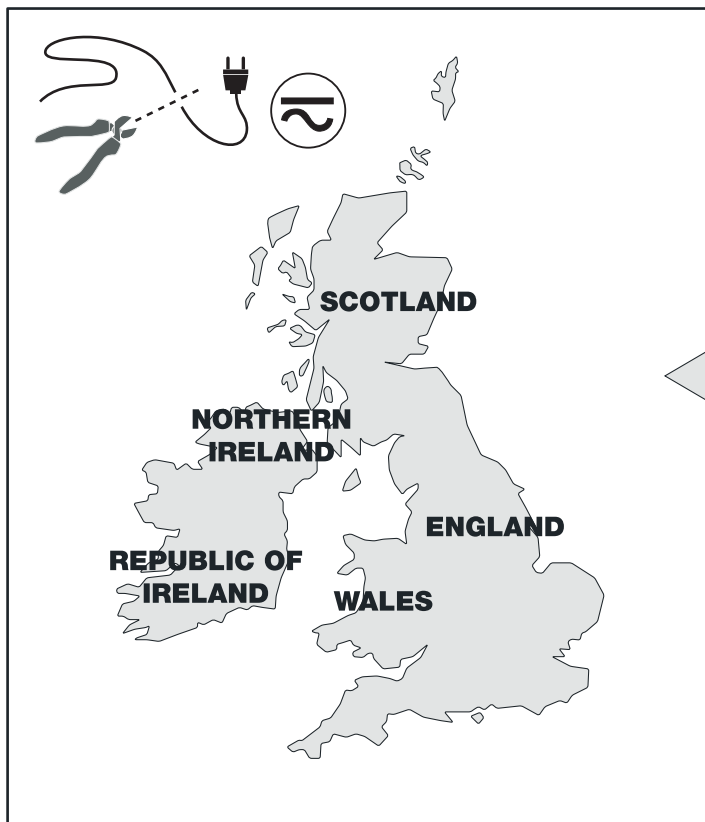 SCOTLAND
NORTHERN
IRELAND
ENGLAND
REPUBLIC OF
IRELAND
WALES